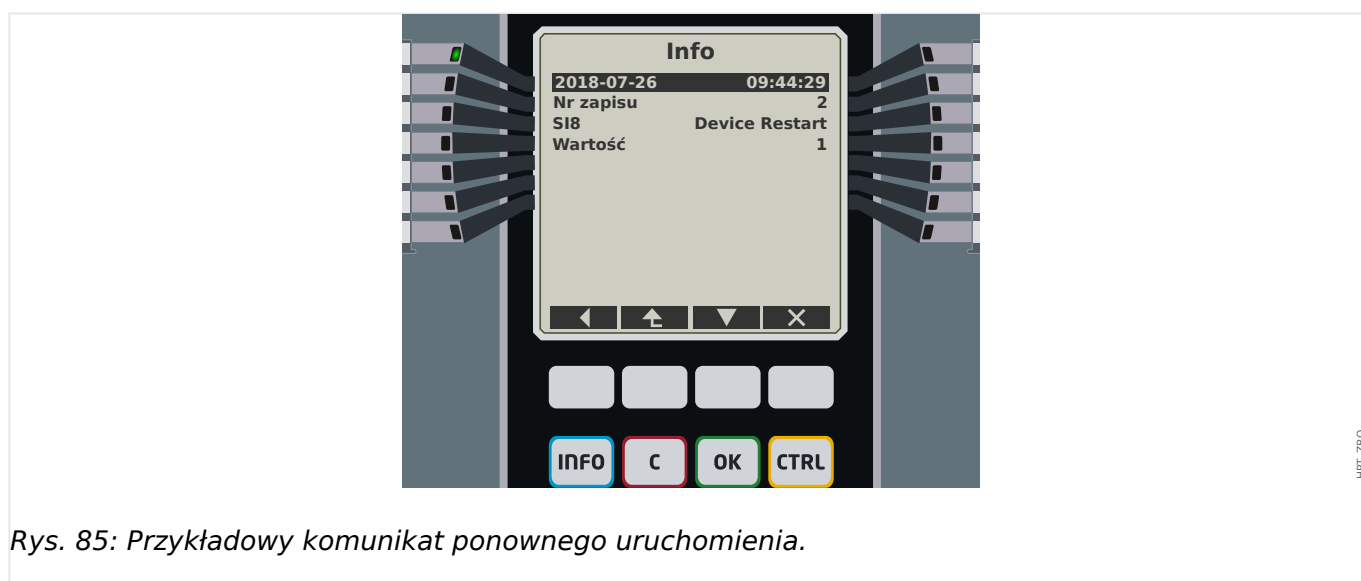 Info
2018-07-26 09:44:29
Nr zapisu 2
SI8 Device Restart
Wartość 1
INFO C OK CTRL
Rys. 85: Przykładowy komunikat ponownego uruchomienia.